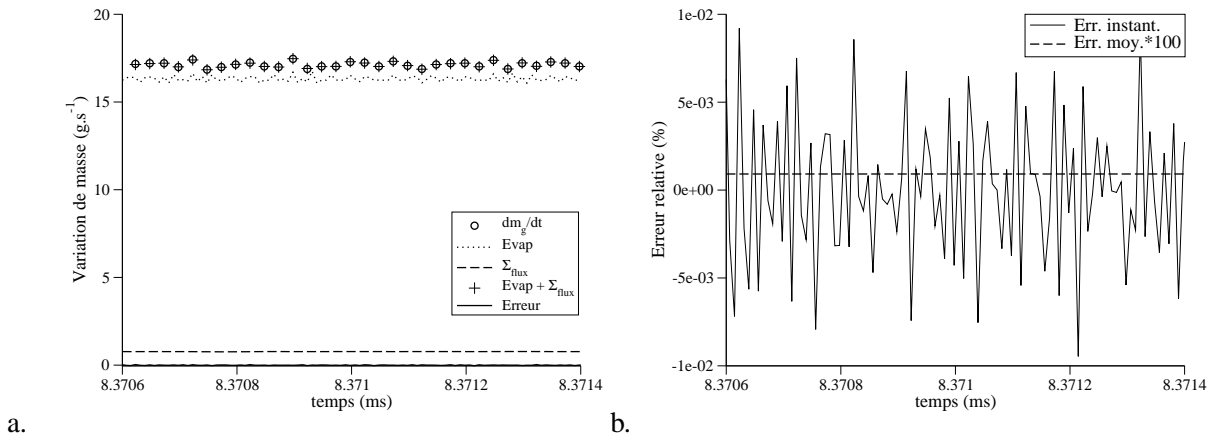 20
15
10
5
0
Variation de masse (g.s⁻¹)
dm_g/dt
Evap
Σ_flux
Evap + Σ_flux
Erreur
8.3706
8.3708
8.371
8.3712
8.3714
temps (ms)
a.
1e-02
5e-03
0e+00
-5e-03
-1e-02
Erreur relative (%)
Err. instant.
Err. moy.*100
8.3706
8.3708
8.371
8.3712
8.3714
temps (ms)
b.